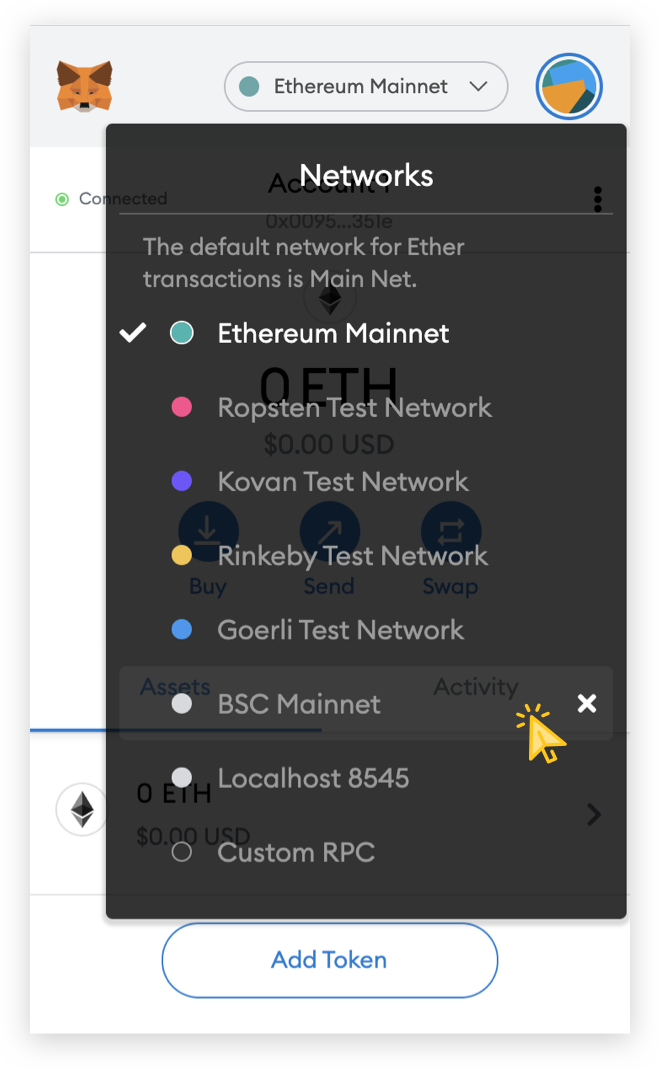 Ethereum Mainnet
Networks
Connected
Account 1
0x0095...351e
The default network for Ether
transactions is Main Net.
Ethereum Mainnet
0 ETH
Ropsten Test Network
$0.00 USD
Kovan Test Network
Rinkeby Test Network
Buy
Send
Swap
Goerli Test Network
Assets
Activity
BSC Mainnet
Localhost 8545
0 ETH
$0.00 USD
Custom RPC
Add Token